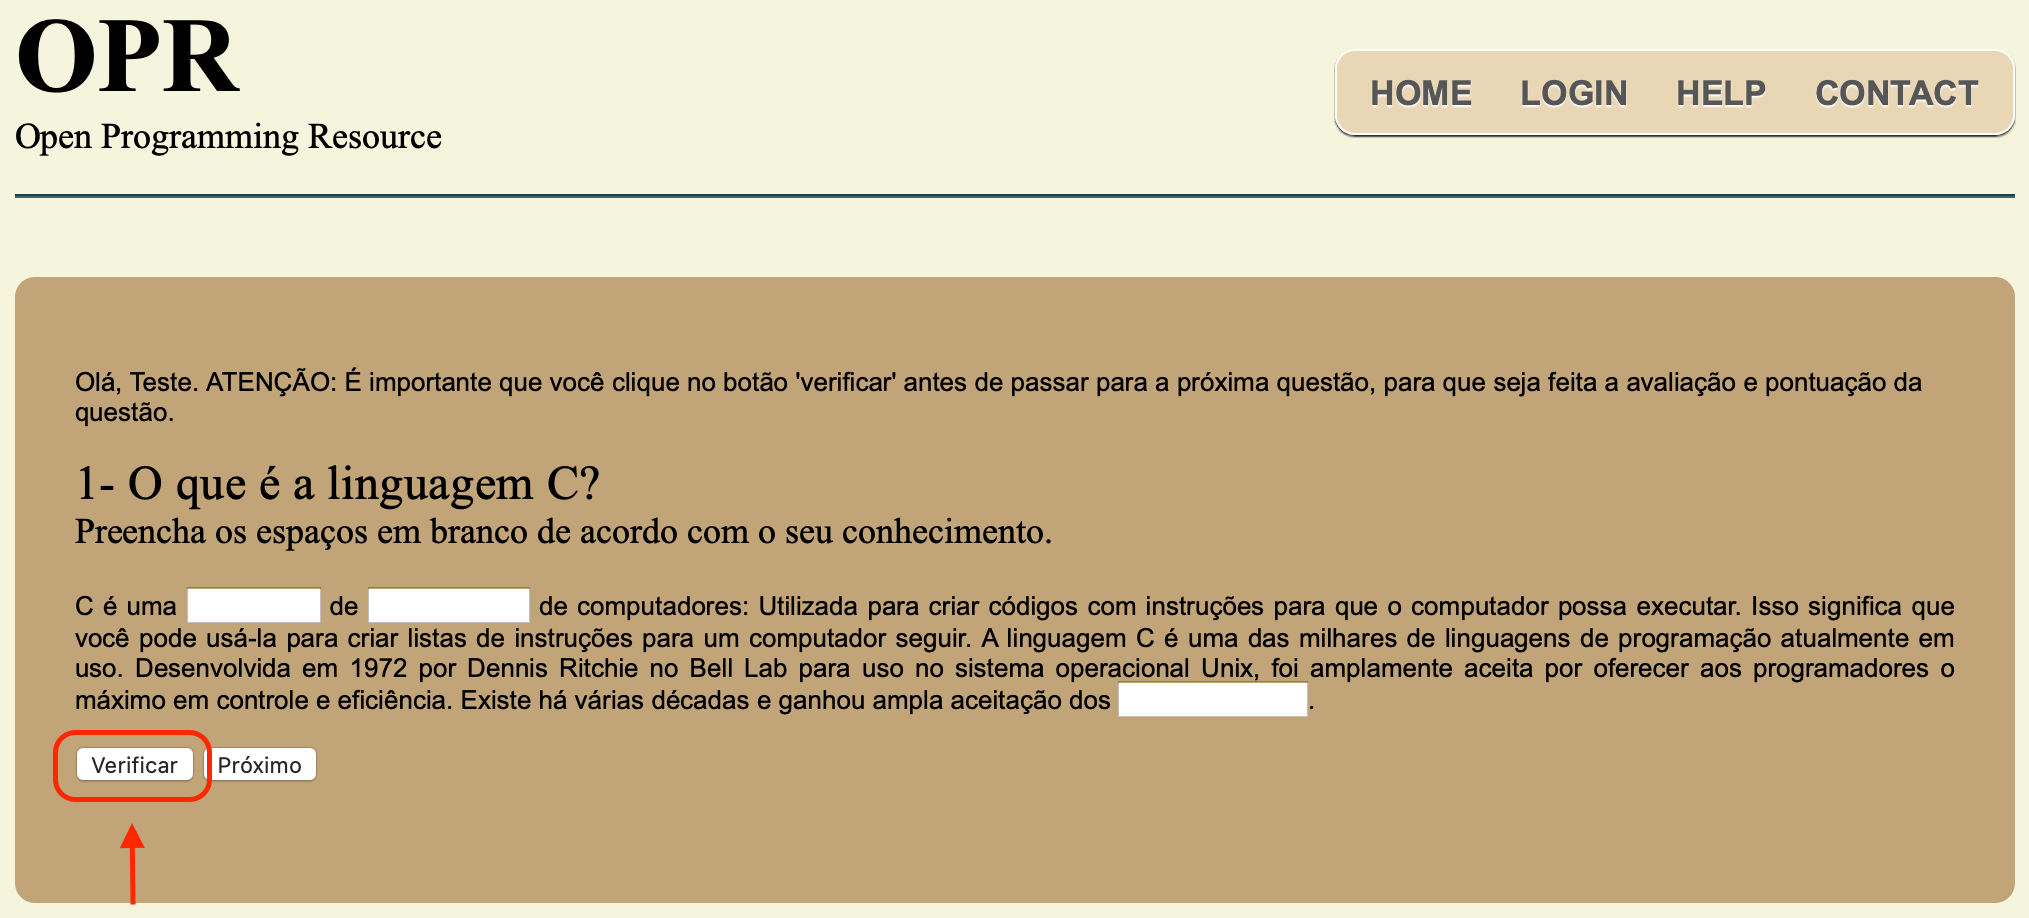 OPR
HOME LOGIN HELP CONTACT
Open Programming Resource
Olá, Teste. ATENÇÃO: É importante que você clique no botão 'verificar' antes de passar para a próxima questão, para que seja feita a avaliação e pontuação da
questão.
1- O que é a linguagem C?
Preencha os espaços em branco de acordo com o seu conhecimento.
C é uma de de computadores: Utilizada para criar códigos com instruções para que o computador possa executar. Isso significa que
você pode usá-la para criar listas de instruções para um computador seguir. A linguagem C é uma das milhares de linguagens de programação atualmente em
uso. Desenvolvida em 1972 por Dennis Ritchie no Bell Lab para uso no sistema operacional Unix, foi amplamente aceita por oferecer aos programadores o
máximo em controle e eficiência. Existe há várias décadas e ganhou ampla aceitação dos .
Verificar Próximo